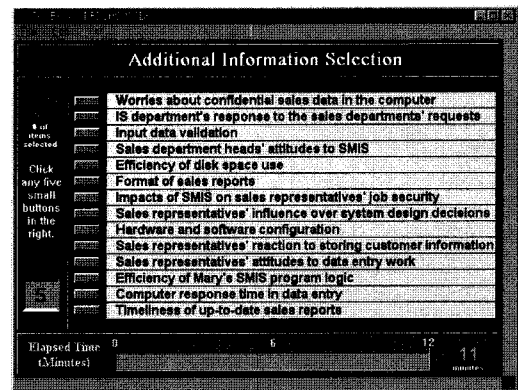 Additional Information Selection
# of
items
selected
Click
any five
small
buttons
in the
right.
5
Worries about confidential sales data in the computer
IS department's response to the sales departments' requests
Input data validation
Sales department heads' attitudes to SMIS
Efficiency of disk space use
Format of sales reports
Impacts of SMIS on sales representatives' job security
Sales representatives' influence over system design decisions
Hardware and software configuration
Sales representatives' reaction to storing customer information
Sales representatives' attitudes to data entry work
Efficiency of Mary's SMIS program logic
Computer response time in data entry
Timeliness of up-to-date sales reports
Elapsed Time
(Minutes)
0 6 12
11
minutes